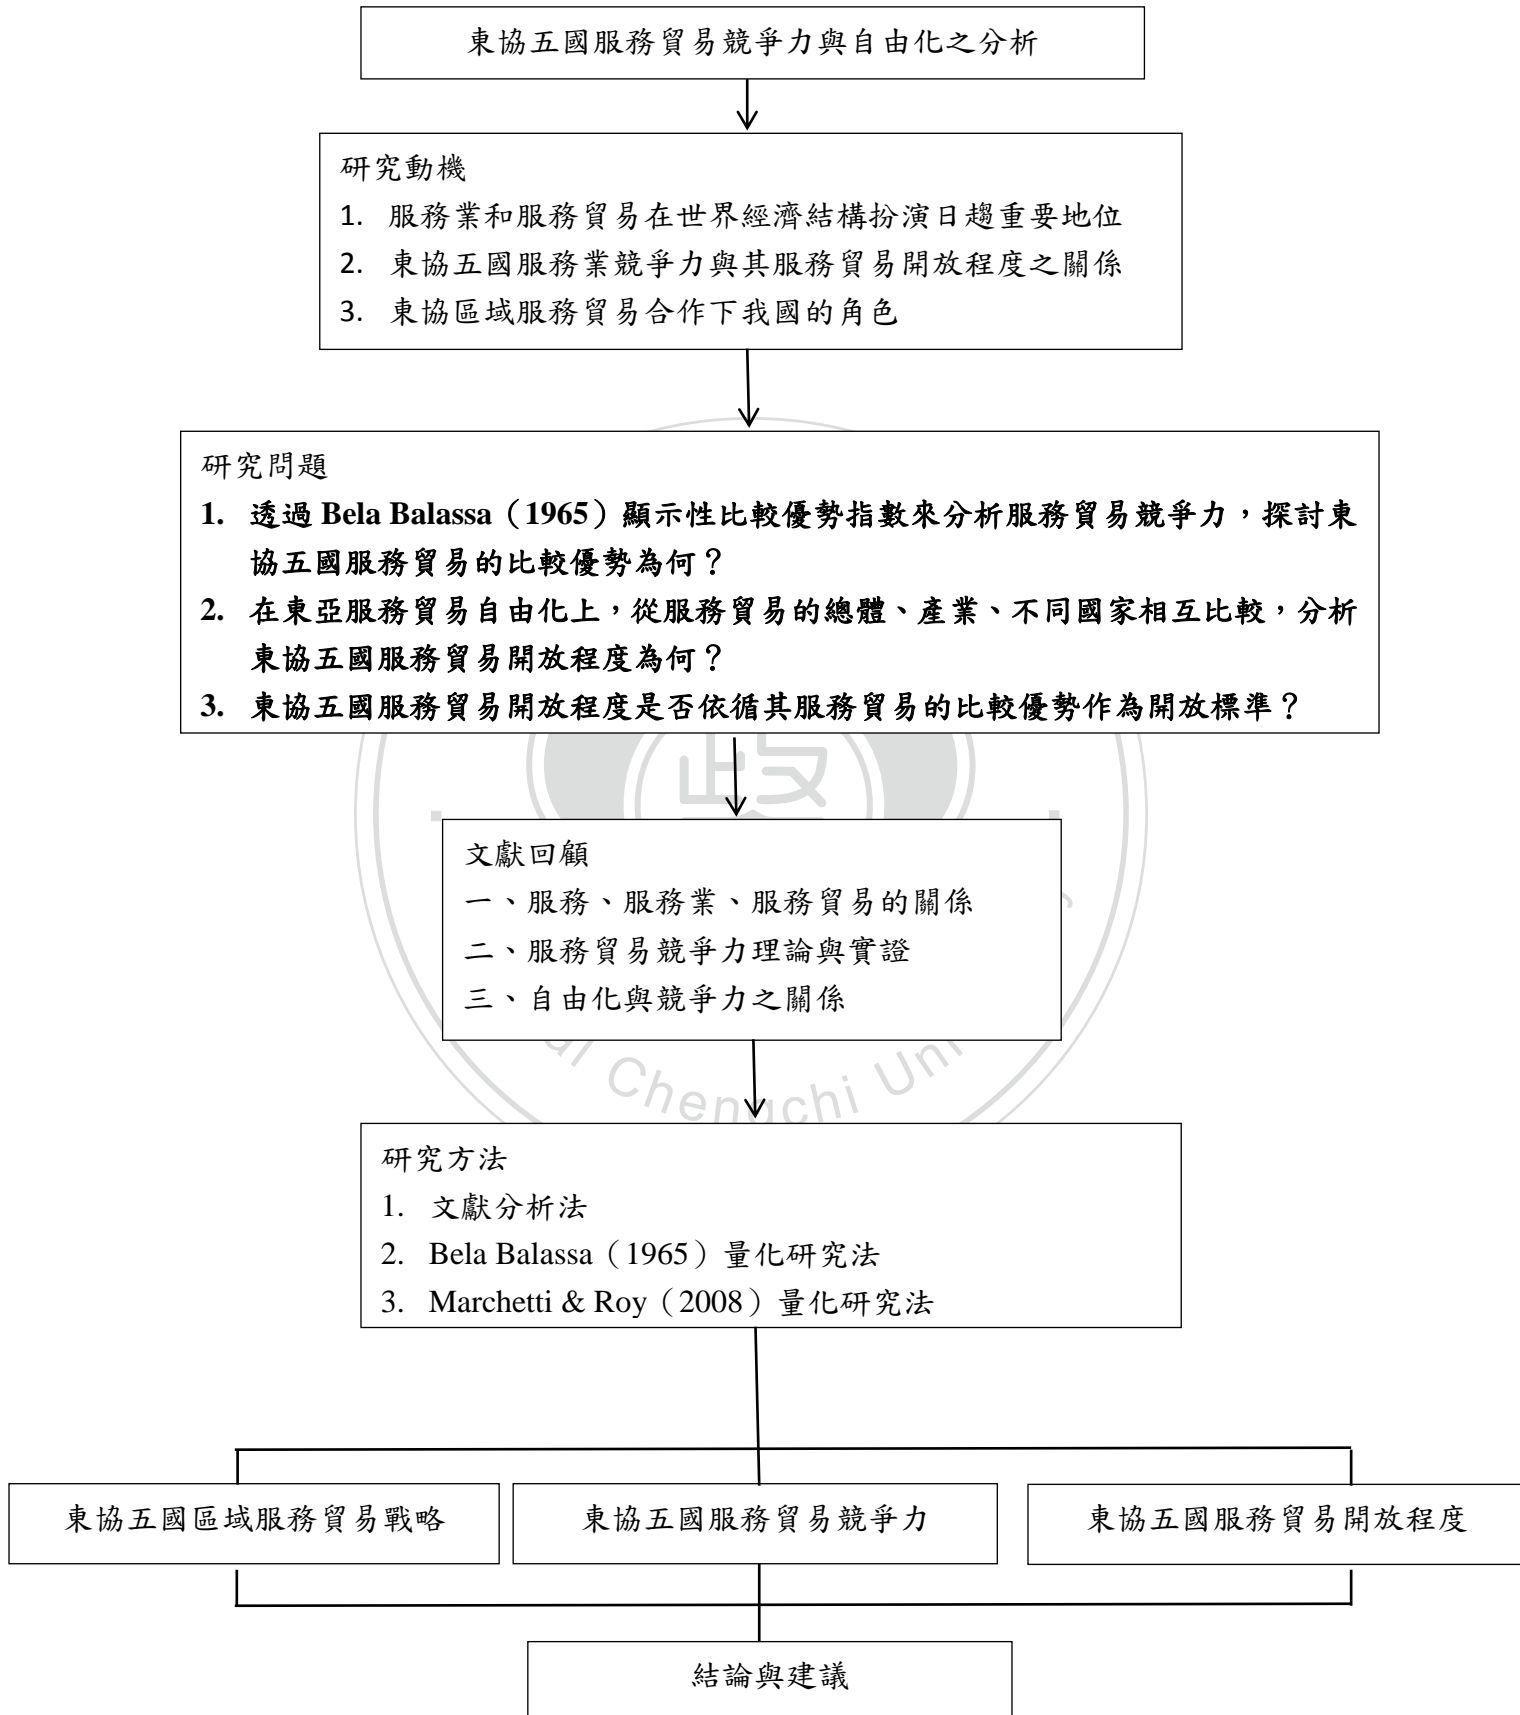 東協五國服務貿易競爭力與自由化之分析
研究動機
1. 服務業和服務貿易在世界經濟結構扮演日趨重要地位
2. 東協五國服務業競爭力與其服務貿易開放程度之關係
3. 東協區域服務貿易合作下我國的角色
研究問題
1. 透過 Bela Balassa（1965）顯示性比較優勢指數來分析服務貿易競爭力，探討東
協五國服務貿易的比較優勢為何？
2. 在東亞服務貿易自由化上，從服務貿易的總體、產業、不同國家相互比較，分析
東協五國服務貿易開放程度為何？
3. 東協五國服務貿易開放程度是否依循其服務貿易的比較優勢作為開放標準？
政
文獻回顧
一、服務、服務業、服務貿易的關係
二、服務貿易競爭力理論與實證
三、自由化與競爭力之關係
Chengchi Uni
研究方法
1. 文獻分析法
2. Bela Balassa（1965）量化研究法
3. Marchetti & Roy（2008）量化研究法
東協五國區域服務貿易戰略
東協五國服務貿易競爭力
東協五國服務貿易開放程度
結論與建議